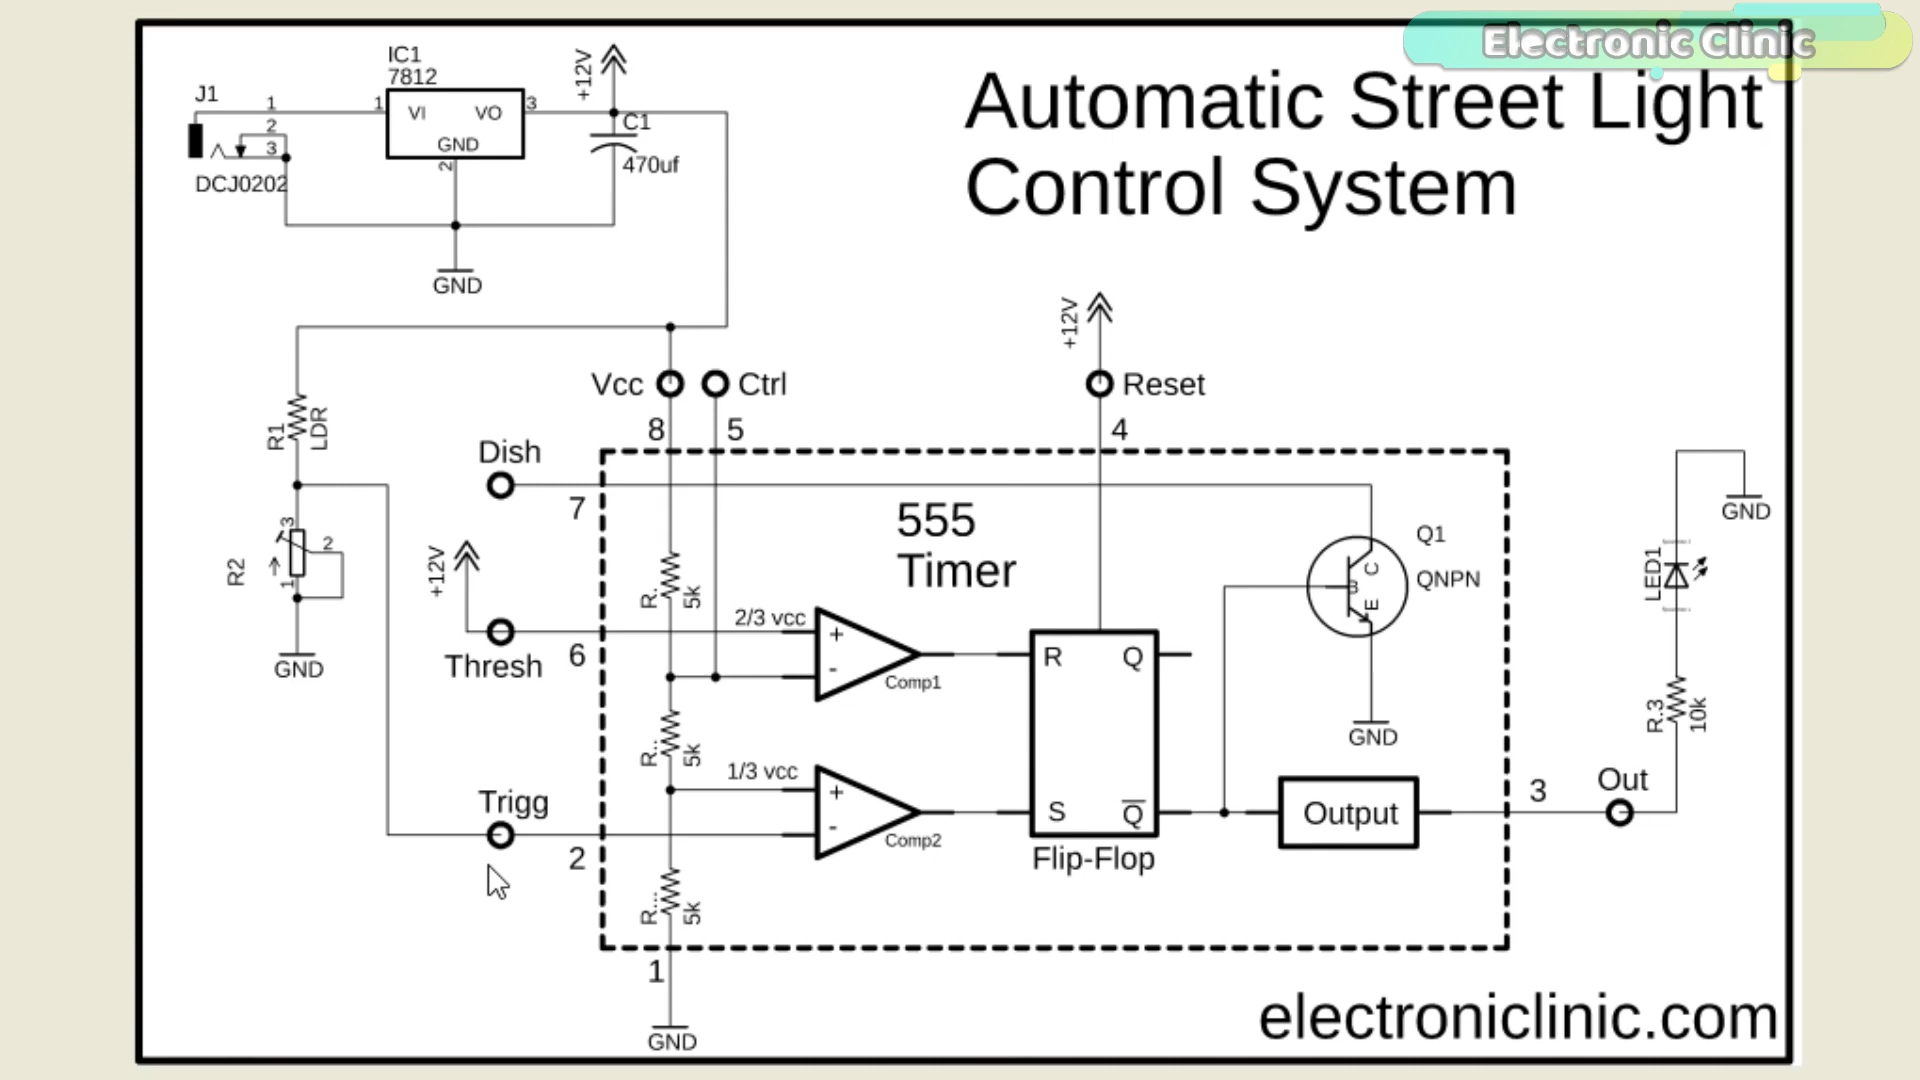 Electronic Clinic
Automatic Street Light
Control System
IC1
7812
J1
1
2
3
DCJ0202
1
VI
VO
GND
3
2
+12V
C1
470uf
GND
+12V
Vcc
Ctrl
Reset
8
5
4
R1
LDR
Dish
7
R2
3
2
1
GND
+12V
Thresh
6
555
Timer
R.
5k
2/3 vcc
+
-
Comp1
R
Q
Q1
QNPN
C
B
E
GND
R...
5k
1/3 vcc
+
-
Comp2
S
Q
Flip-Flop
Output
3
Out
GND
LED1
R.3
10k
Trigg
2
R...
5k
1
GND
electroniclinic.com